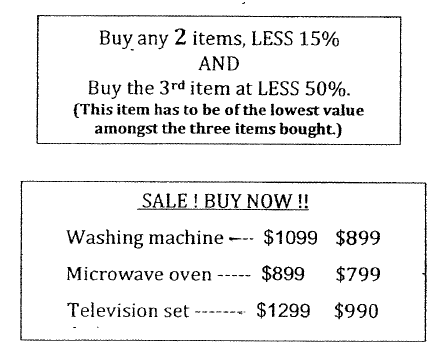 Buy any 2 items, LESS 15%
AND
Buy the 3rd item at LESS 50%.
(This item has to be of the lowest value
amongst the three items bought.)
SALE ! BUY NOW !!
Washing machine ---- $1099 $899
Microwave oven ----- $899 $799
Television set ------- $1299 $990